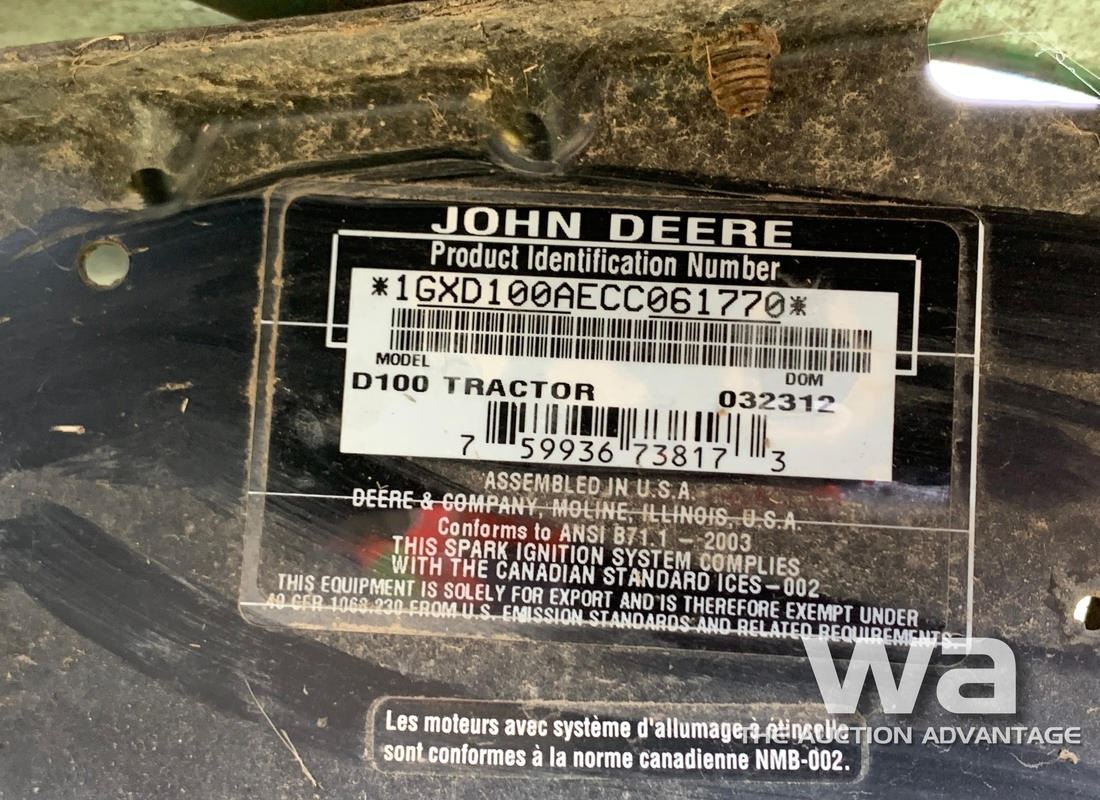 JOHN DEERE
Product Identification Number
*1GXD100AECC061770*
MODEL
DOM
D100 TRACTOR
032312
7 59936 73817 3
ASSEMBLED IN U.S.A.
DEERE & COMPANY, MOLINE, ILLINOIS, U.S.A.
Conforms to ANSI B71.1 – 2003
THIS SPARK IGNITION SYSTEM COMPLIES
WITH THE CANADIAN STANDARD ICES–002
THIS EQUIPMENT IS SOLELY FOR EXPORT AND IS THEREFORE EXEMPT UNDER
40 CFR 1068.230 FROM U.S. EMISSION STANDARDS AND RELATED REQUIREMENTS.
wa
THE AUCTION ADVANTAGE
Les moteurs avec système d'allumage à étincelle
sont conformes à la norme canadienne NMB-002.